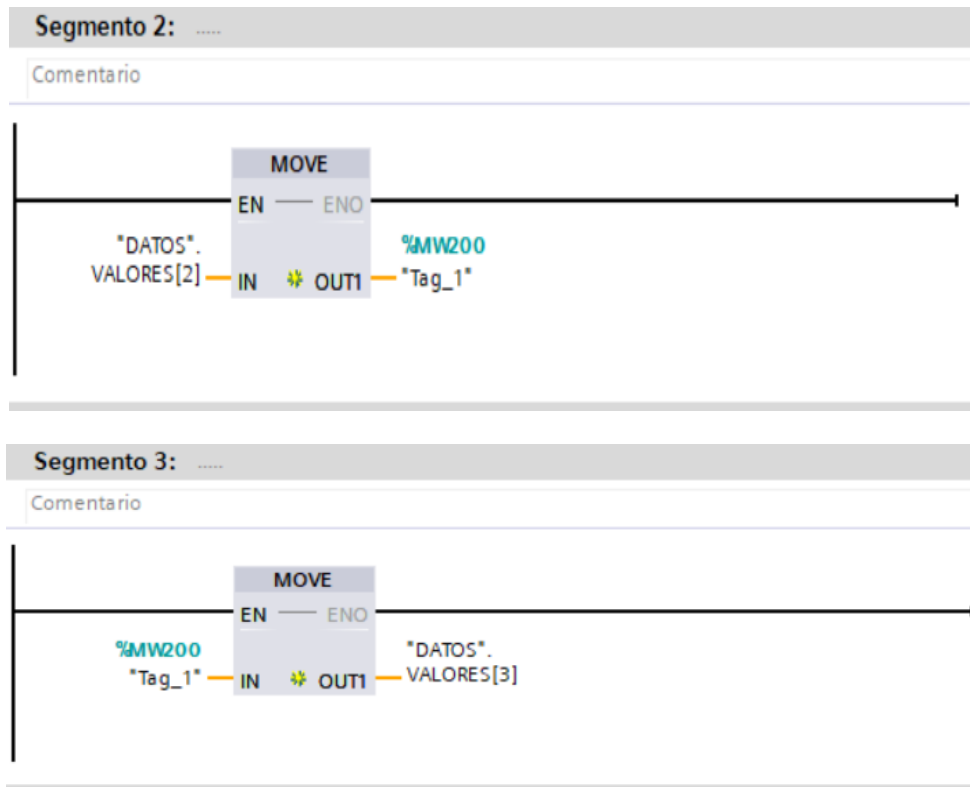 Segmento 2: .....
Comentario
MOVE
EN ENO
"DATOS".
VALORES[2] IN OUT1
%MW200
"Tag_1"
Segmento 3: .....
Comentario
MOVE
EN ENO
%MW200
"Tag_1" IN OUT1
"DATOS".
VALORES[3]